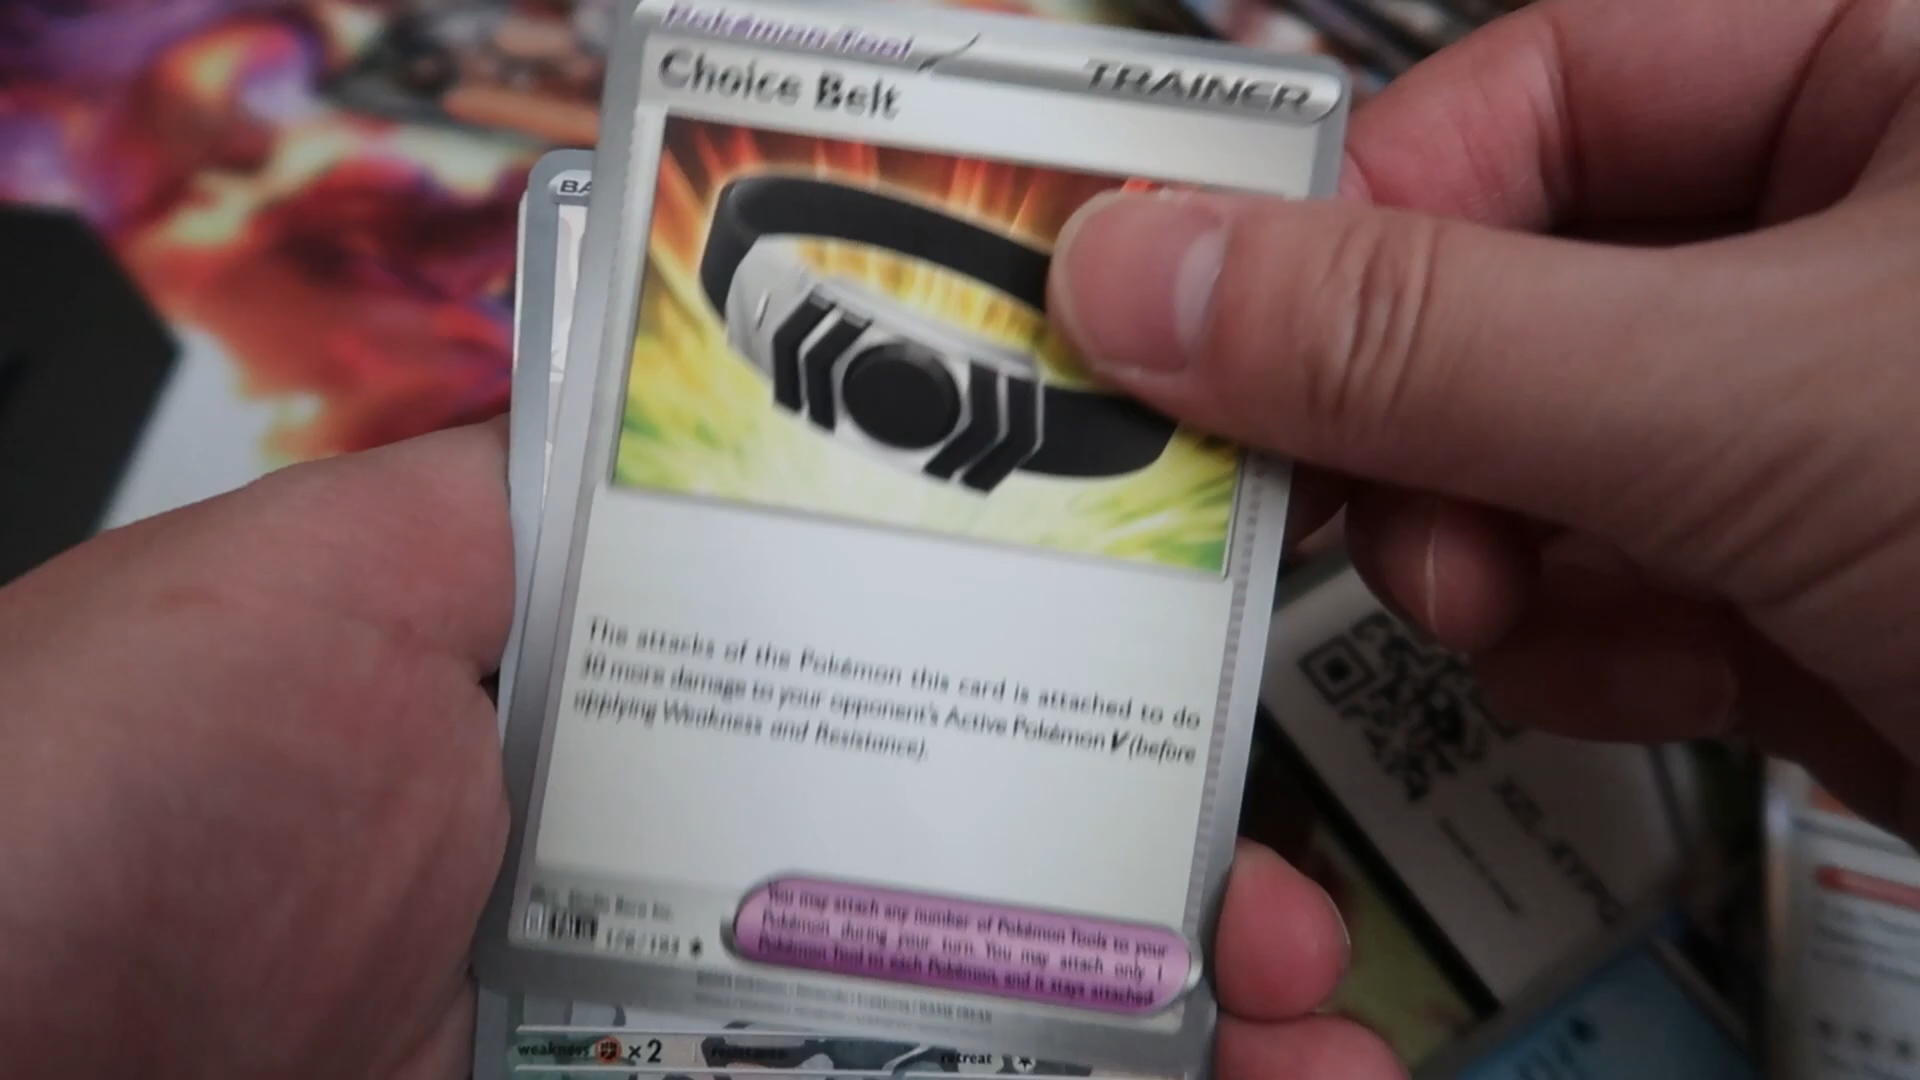 Pokémon Tool
TRAINER
Choice Belt
BA
The attacks of the Pokémon this card is attached to do
30 more damage to your opponent's Active Pokémon V (before
applying Weakness and Resistance).
You may attach any number of Pokémon Tools to your
Pokémon during your turn. You may attach only 1
Pokémon Tool to each Pokémon, and it stays attached.
weakness ×2
resistance
retreat